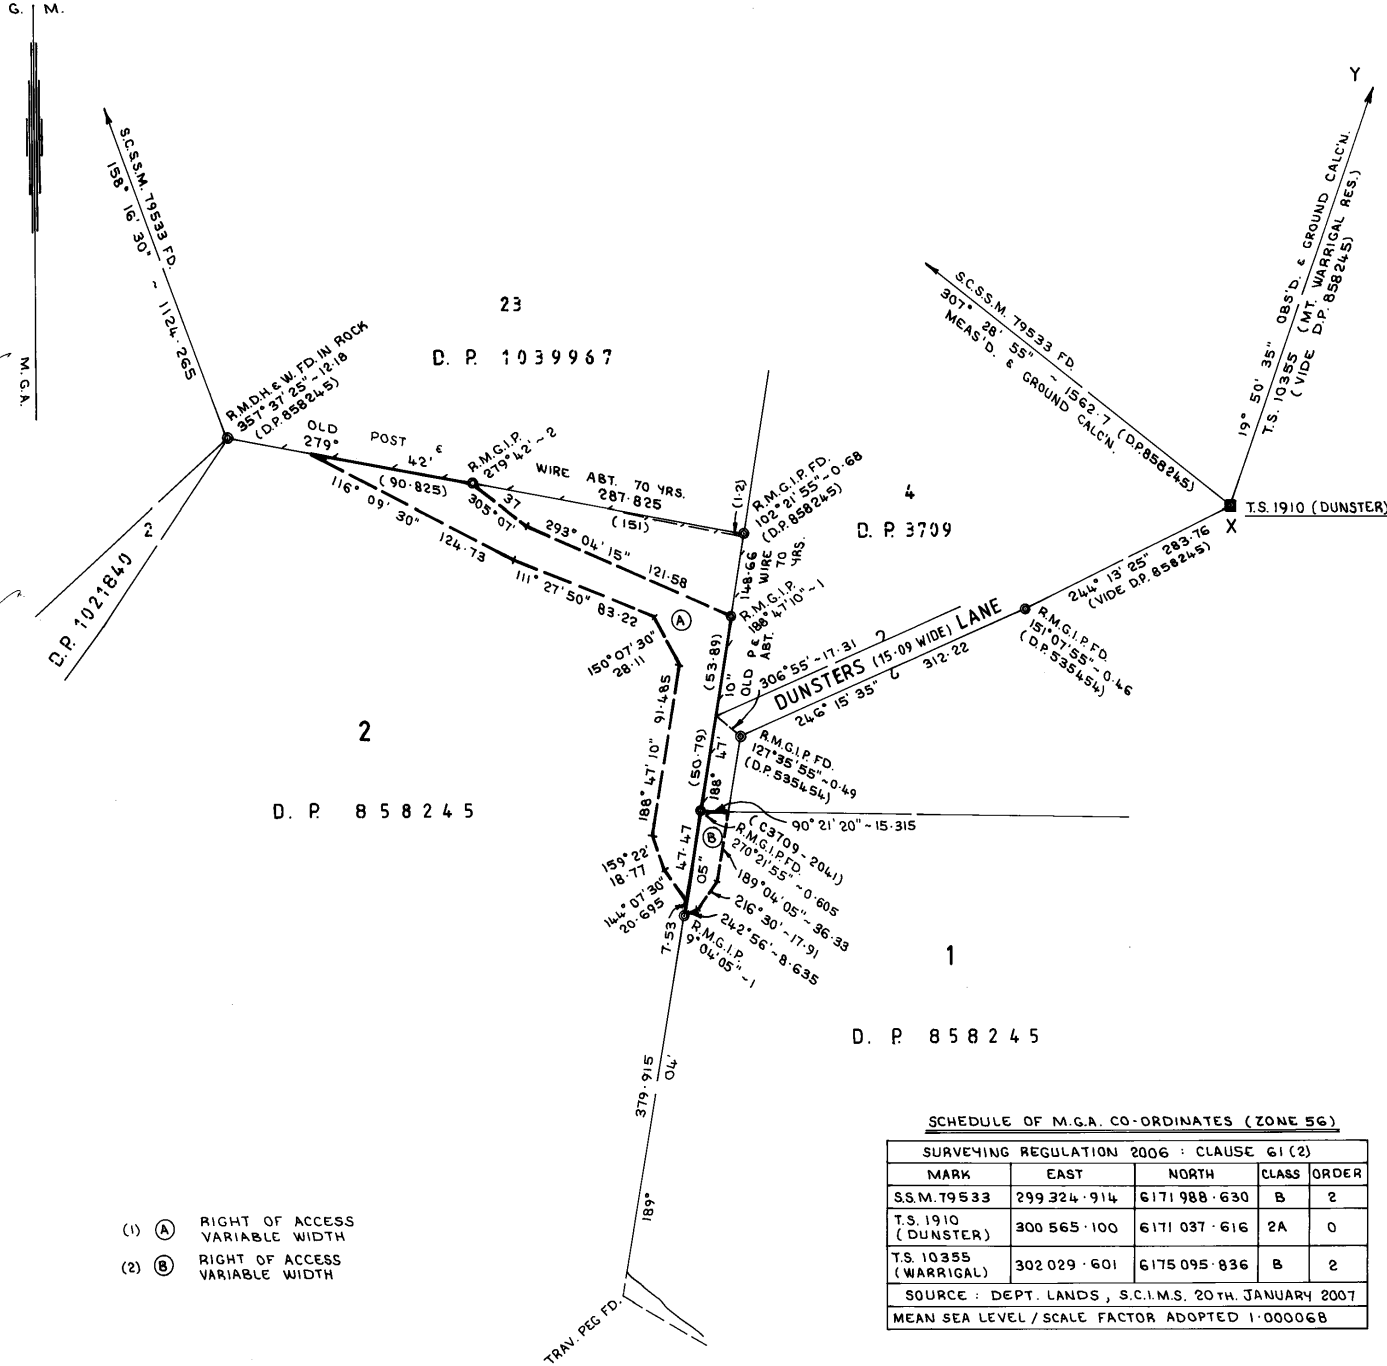 G. M.
Y
S.C.S.S.M. 79533 FD.
158° 16' 30" ~ 1124·265
M.G.A.
R.M.D.H. & W. FD. IN ROCK
357° 37' 25" ~ 12·18
(D.P. 858245)
23
D. P. 1039967
S.C.S.S.M. 79533 FD.
307° 28' 55" ~ 1562·7 (D.P.858245)
MEAS'D. & GROUND CALC'N.
19° 50' 35" OBS'D. & GROUND CALC'N.
T.S. 10355 (MT. WARRIGAL RES.)
(VIDE D.P. 858245)
T.S. 1910 (DUNSTER)
X
OLD POST &
WIRE ABT. 70 YRS.
279° 42'
287·825
(90·825)
(151)
(1·2)
R.M.G.I.P.
279° 42' ~ 2
R.M.G.I.P. FD.
102° 21' 55" ~ 0·68
(D.P. 858245)
4
D. P. 3709
116° 09' 30" 124·73
305° 07' 37
293° 04' 15" 121·58
111° 27' 50" 83·22
A
150° 07' 30"
28·11
148·66
OLD P & WIRE
ABT. 70 YRS.
R.M.G.I.P.
188° 47' 10" ~ 1
(53·89)
188° 47' 10"
(50·79)
306° 55' ~ 17·31
DUNSTERS (15·09 WIDE) LANE
246° 15' 35" 312·22
244° 13' 25" 283·76
(VIDE D.P. 858245)
R.M.G.I.P. FD.
151° 07' 55" ~ 0·46
(D.P. 535454)
2
D.P. 1021840
2
D. P. 858245
188° 47' 10" 91·485
R.M.G.I.P. FD.
127° 35' 55" ~ 0·49
(D.P. 535454)
90° 21' 20" ~ 15·315
(C3709-2041)
R.M.G.I.P. FD.
270° 21' 55" ~ 0·605
B
159° 22'
18·77
144° 07' 30"
20·695
47·47
7·53
189° 04' 05" ~ 36·33
216° 30' ~ 17·91
242° 56' ~ 8·635
R.M.G.I.P.
9° 04' 05" ~ 1
1
D. P. 858245
379·915
189° 04' 05"
TRAV. PEG FD.
(1) A RIGHT OF ACCESS
VARIABLE WIDTH
(2) B RIGHT OF ACCESS
VARIABLE WIDTH
SCHEDULE OF M.G.A. CO-ORDINATES (ZONE 56)
SURVEYING REGULATION 2006 : CLAUSE 61 (2)
MARK EAST NORTH CLASS ORDER
S.S.M. 79533 299 324·914 6171 988·630 B 2
T.S. 1910
(DUNSTER) 300 565·100 6171 037·616 2A 0
T.S. 10355
(WARRIGAL) 302 029·601 6175 095·836 B 2
SOURCE : DEPT. LANDS, S.C.I.M.S. 20TH. JANUARY 2007
MEAN SEA LEVEL / SCALE FACTOR ADOPTED 1·000068